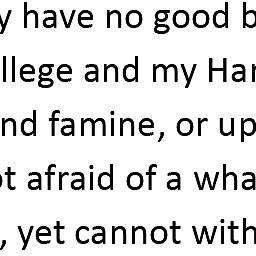 y have no good b
llege and my Har
nd famine, or up
ot afraid of a wha
, yet cannot with